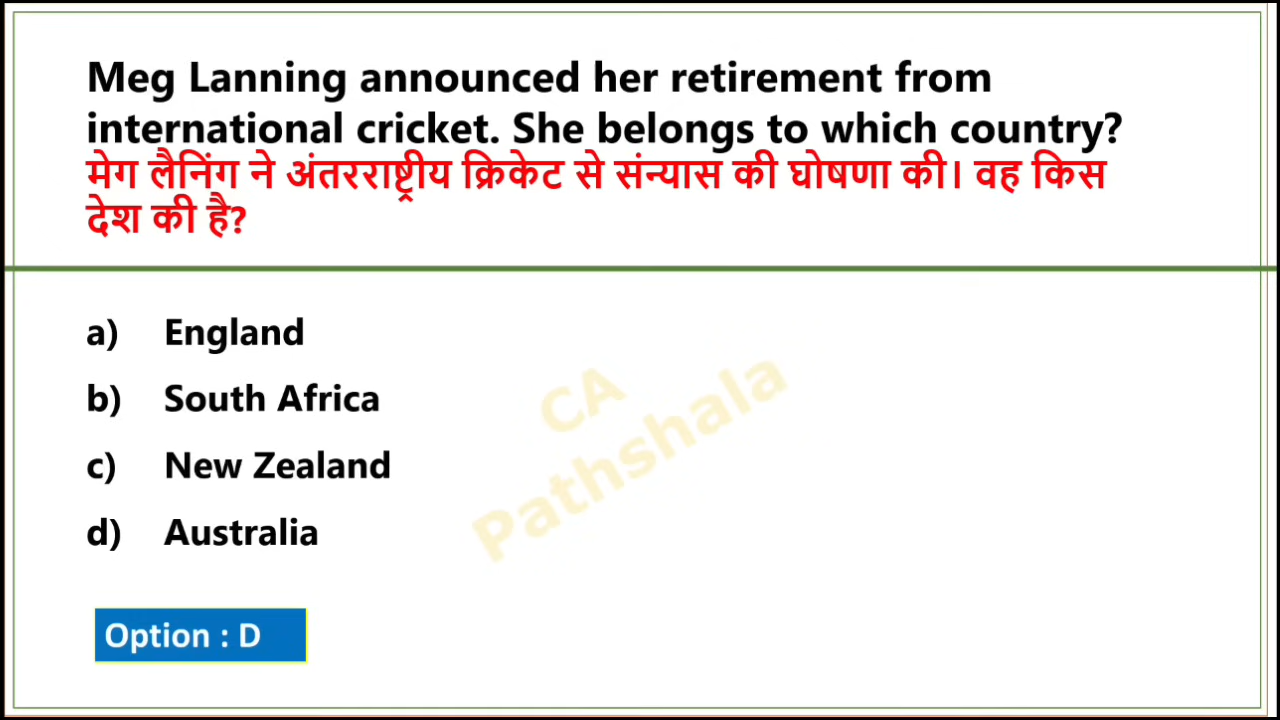 Meg Lanning announced her retirement from
international cricket. She belongs to which country?
मेग लैनिंग ने अंतरराष्ट्रीय क्रिकेट से संन्यास की घोषणा की। वह किस
देश की है?
a) England
b) South Africa
c) New Zealand
d) Australia
CA
Pathshala
Option : D